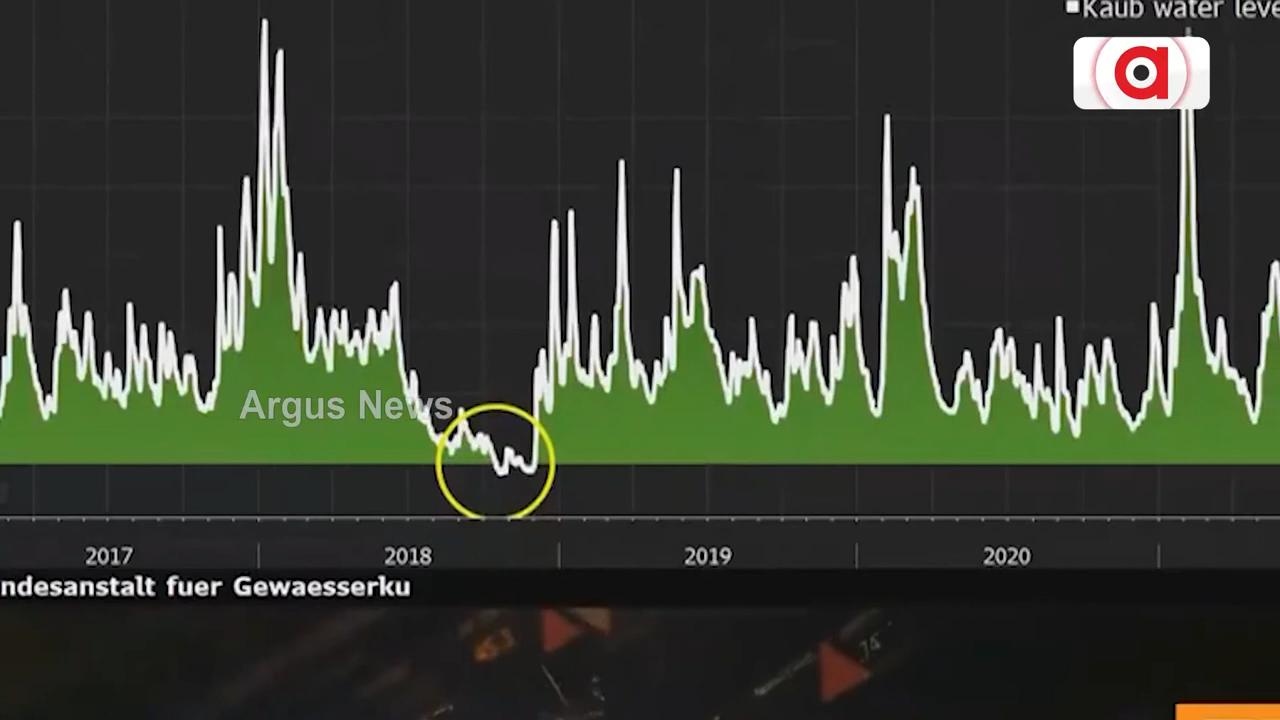 Kaub water leve
a
Argus News
2017 2018 2019 2020
ndesanstalt fuer Gewaesserku